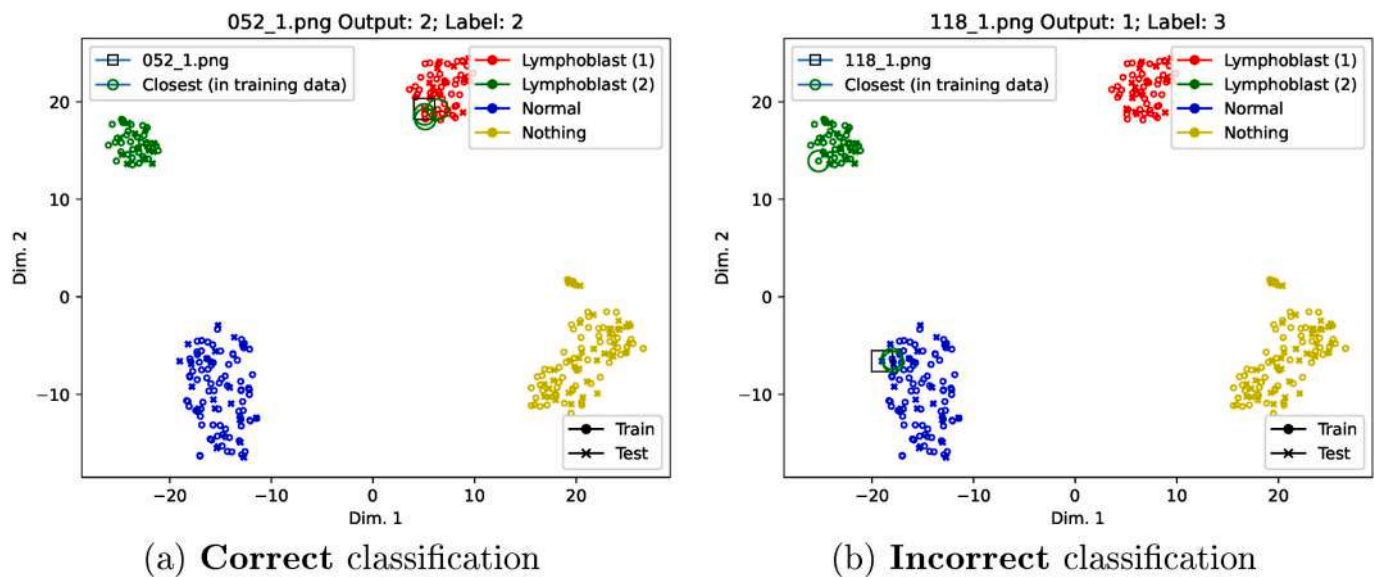 052_1.png Output: 2; Label: 2
052_1.png
Closest (in training data)
Lymphoblast (1)
Lymphoblast (2)
Normal
Nothing
20
10
0
−10
Dim. 2
Train
Test
−20
−10
0
10
20
Dim. 1
(a) Correct classification
118_1.png Output: 1; Label: 3
118_1.png
Closest (in training data)
Lymphoblast (1)
Lymphoblast (2)
Normal
Nothing
20
10
0
−10
Dim. 2
Train
Test
−20
−10
0
10
20
Dim. 1
(b) Incorrect classification